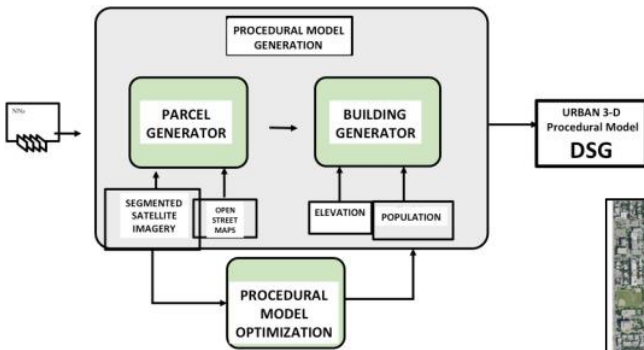 PROCEDURAL MODEL
GENERATION
NNs
PARCEL
GENERATOR
BUILDING
GENERATOR
URBAN 3-D
Procedural Model
DSG
SEGMENTED
SATELLITE
IMAGERY
OPEN
STREET
MAPS
ELEVATION
POPULATION
PROCEDURAL
MODEL
OPTIMIZATION